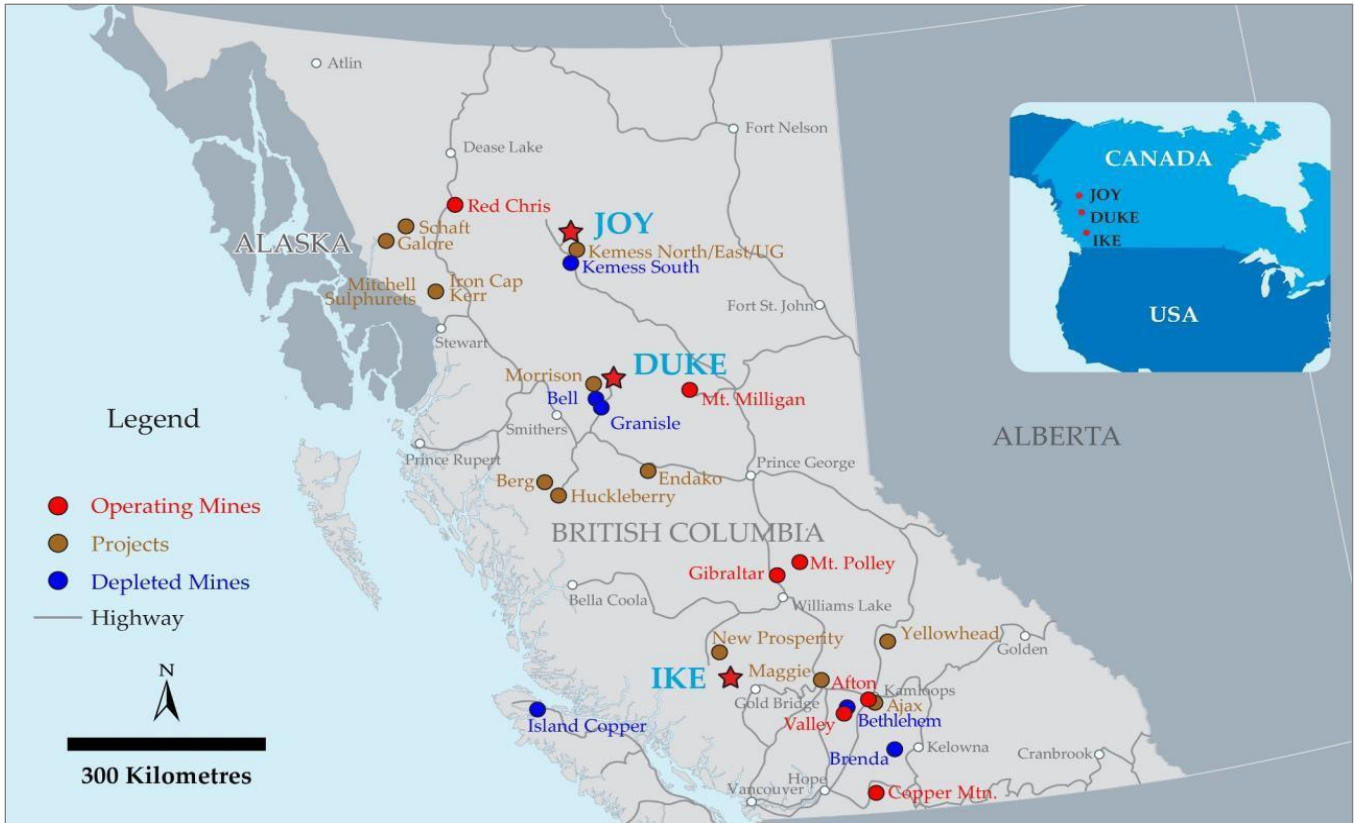 Atlin
Fort Nelson
Dease Lake
Red Chris
JOY
Schaft
Galore
ALASKA
Kemess North/East/UG
Kemess South
Mitchell
Sulphurets
Iron Cap
Kerr
Fort St. John
Stewart
DUKE
Morrison
Bell
Mt. Milligan
Granisle
Smithers
Prince Rupert
Prince George
Endako
Berg
Huckleberry
BRITISH COLUMBIA
ALBERTA
Mt. Polley
Gibraltar
Bella Coola
Williams Lake
New Prosperity
Yellowhead
Golden
IKE
Maggie
Afton
Kamloops
Gold Bridge
Ajax
Valley
Bethlehem
Island Copper
Brenda
Kelowna
Cranbrook
Hope
Vancouver
Copper Mtn.
Legend
Operating Mines
Projects
Depleted Mines
Highway
N
300 Kilometres
CANADA
JOY
DUKE
IKE
USA